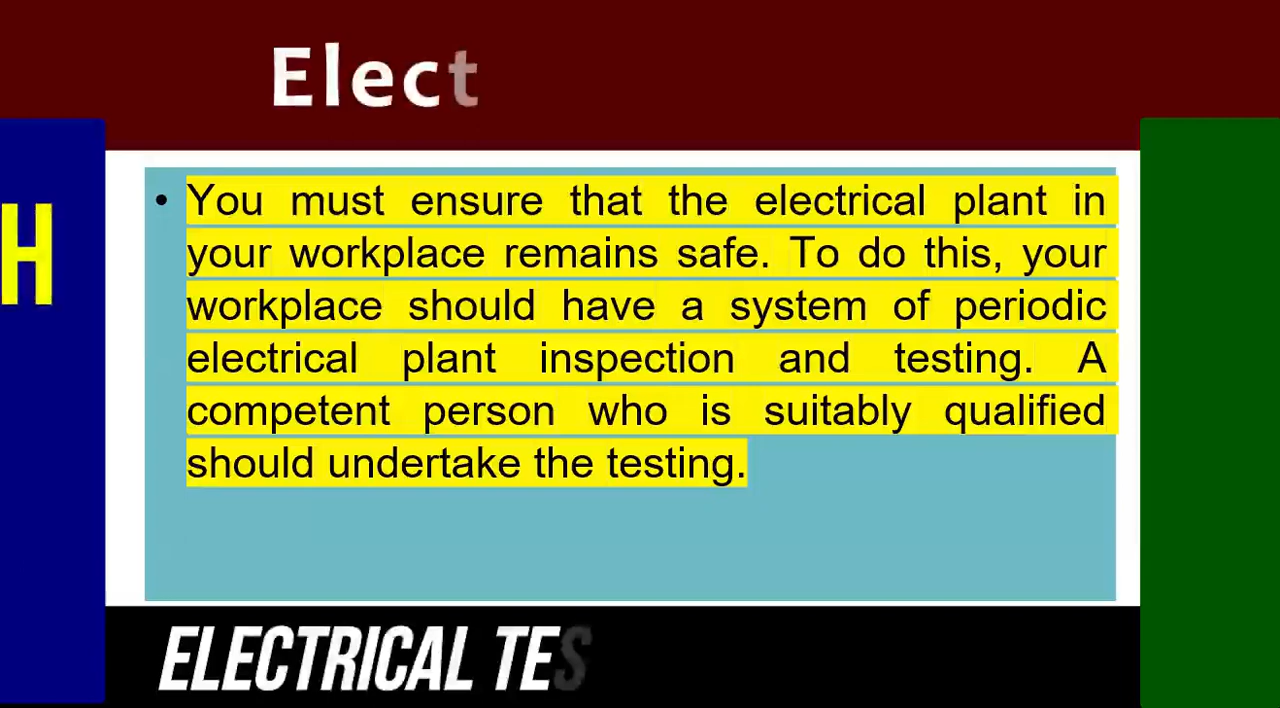 Elect
H
• You must ensure that the electrical plant in
your workplace remains safe. To do this, your
workplace should have a system of periodic
electrical plant inspection and testing. A
competent person who is suitably qualified
should undertake the testing.
ELECTRICAL TES